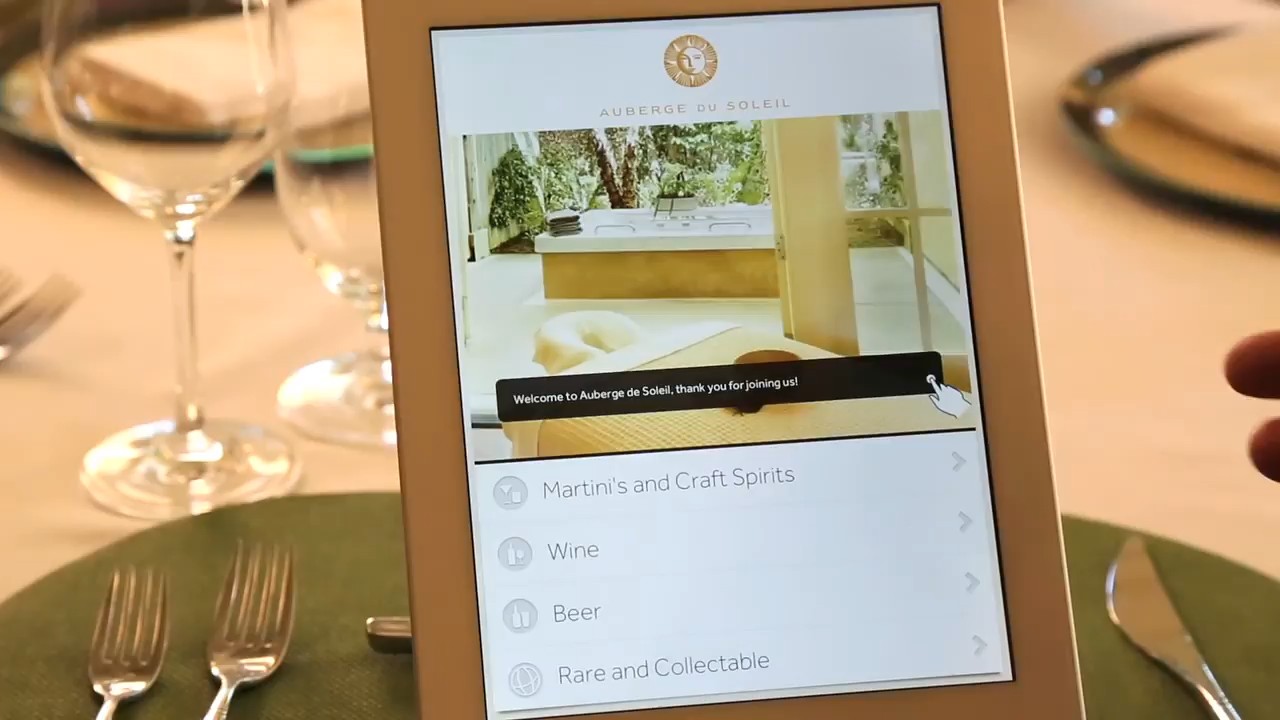 AUBERGE DU SOLEIL
Welcome to Auberge de Soleil, thank you for joining us!
Martini's and Craft Spirits
Wine
Beer
Rare and Collectable